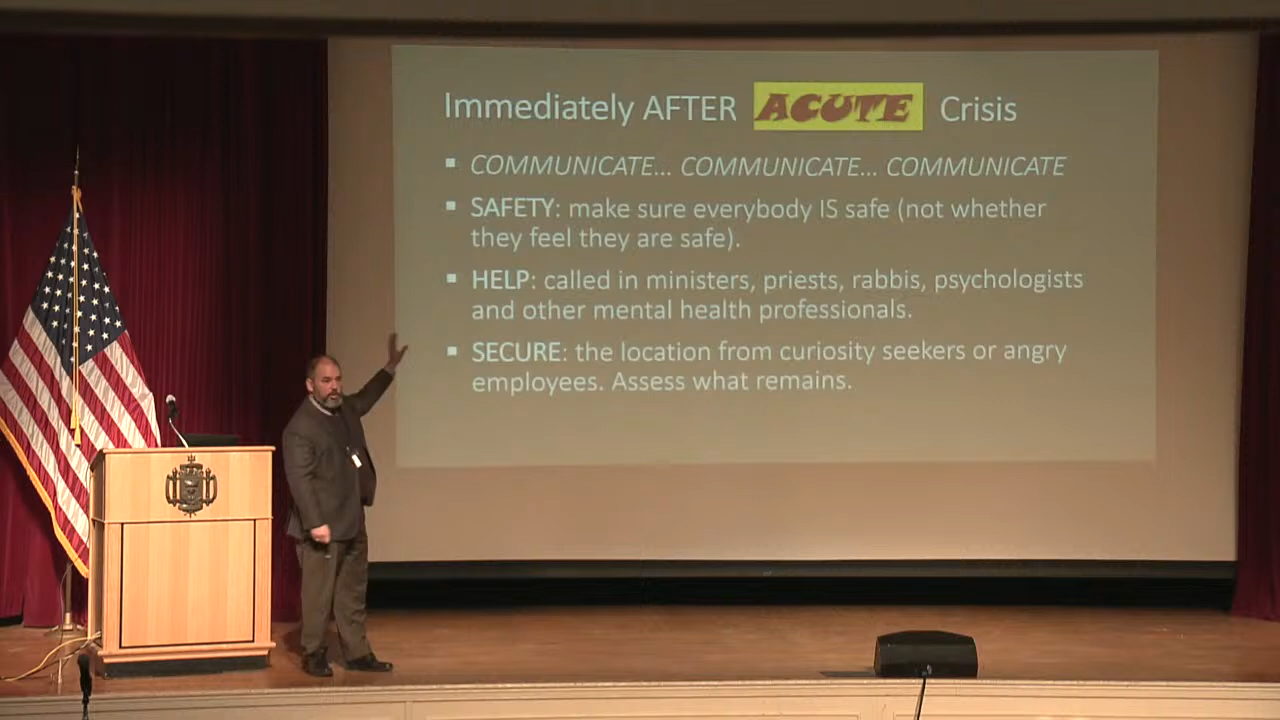 Immediately AFTER ACUTE Crisis
COMMUNICATE... COMMUNICATE... COMMUNICATE
SAFETY: make sure everybody IS safe (not whether
they feel they are safe).
HELP: called in ministers, priests, rabbis, psychologists
and other mental health professionals.
SECURE: the location from curiosity seekers or angry
employees. Assess what remains.